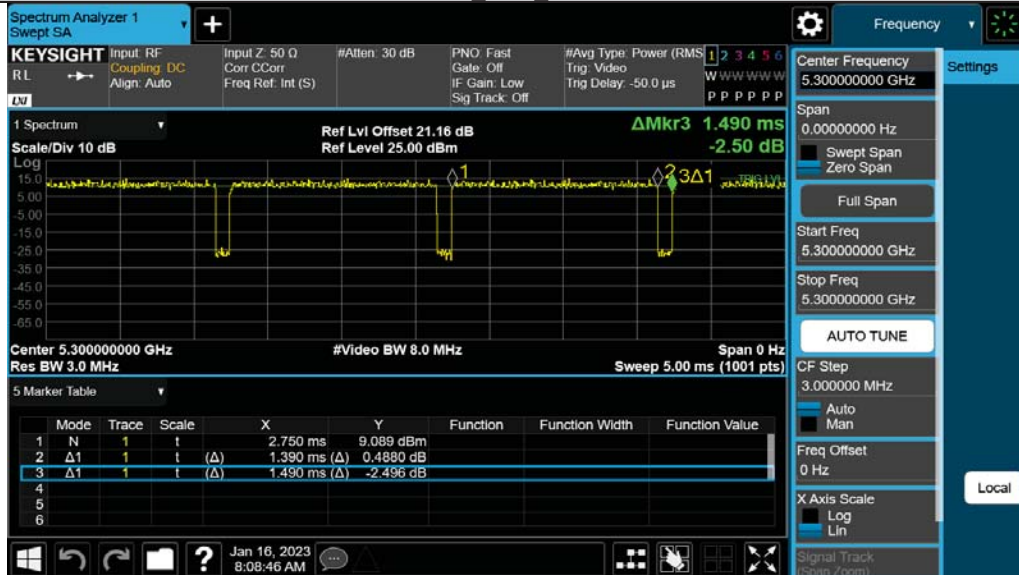 Spectrum Analyzer 1
Swept SA
+
Frequency
KEYSIGHT Input: RF Input Z: 50 Ω #Atten: 30 dB PNO: Fast #Avg Type: Power (RMS 1 2 3 4 5 6
RL Coupling: DC Corr CCorr Gate: Off Trig: Video
Align: Auto Freq Ref: Int (S) IF Gain: Low Trig Delay: -50.0 µs W W W W W W
LXI Sig Track: Off P P P P P P
1 Spectrum
Scale/Div 10 dB
Ref Lvl Offset 21.16 dB
Ref Level 25.00 dBm
ΔMkr3 1.490 ms
-2.50 dB
Log
1 2 3Δ1 TRIG LVL
15.0
5.00
-5.00
-15.0
-25.0
-35.0
-45.0
-55.0
-65.0
Center 5.300000000 GHz #Video BW 8.0 MHz Span 0 Hz
Res BW 3.0 MHz Sweep 5.00 ms (1001 pts)
5 Marker Table
Mode Trace Scale X Y Function Function Width Function Value
1 N 1 t 2.750 ms 9.089 dBm
2 Δ1 1 t (Δ) 1.390 ms (Δ) 0.4880 dB
3 Δ1 1 t (Δ) 1.490 ms (Δ) -2.496 dB
4
5
6
?
Jan 16, 2023
8:08:46 AM
Center Frequency
5.300000000 GHz
Span
0.00000000 Hz
Swept Span
Zero Span
Full Span
Start Freq
5.300000000 GHz
Stop Freq
5.300000000 GHz
AUTO TUNE
CF Step
3.000000 MHz
Auto
Man
Freq Offset
0 Hz
X Axis Scale
Log
Lin
Signal Track
(Span Zoom)
Settings
Local